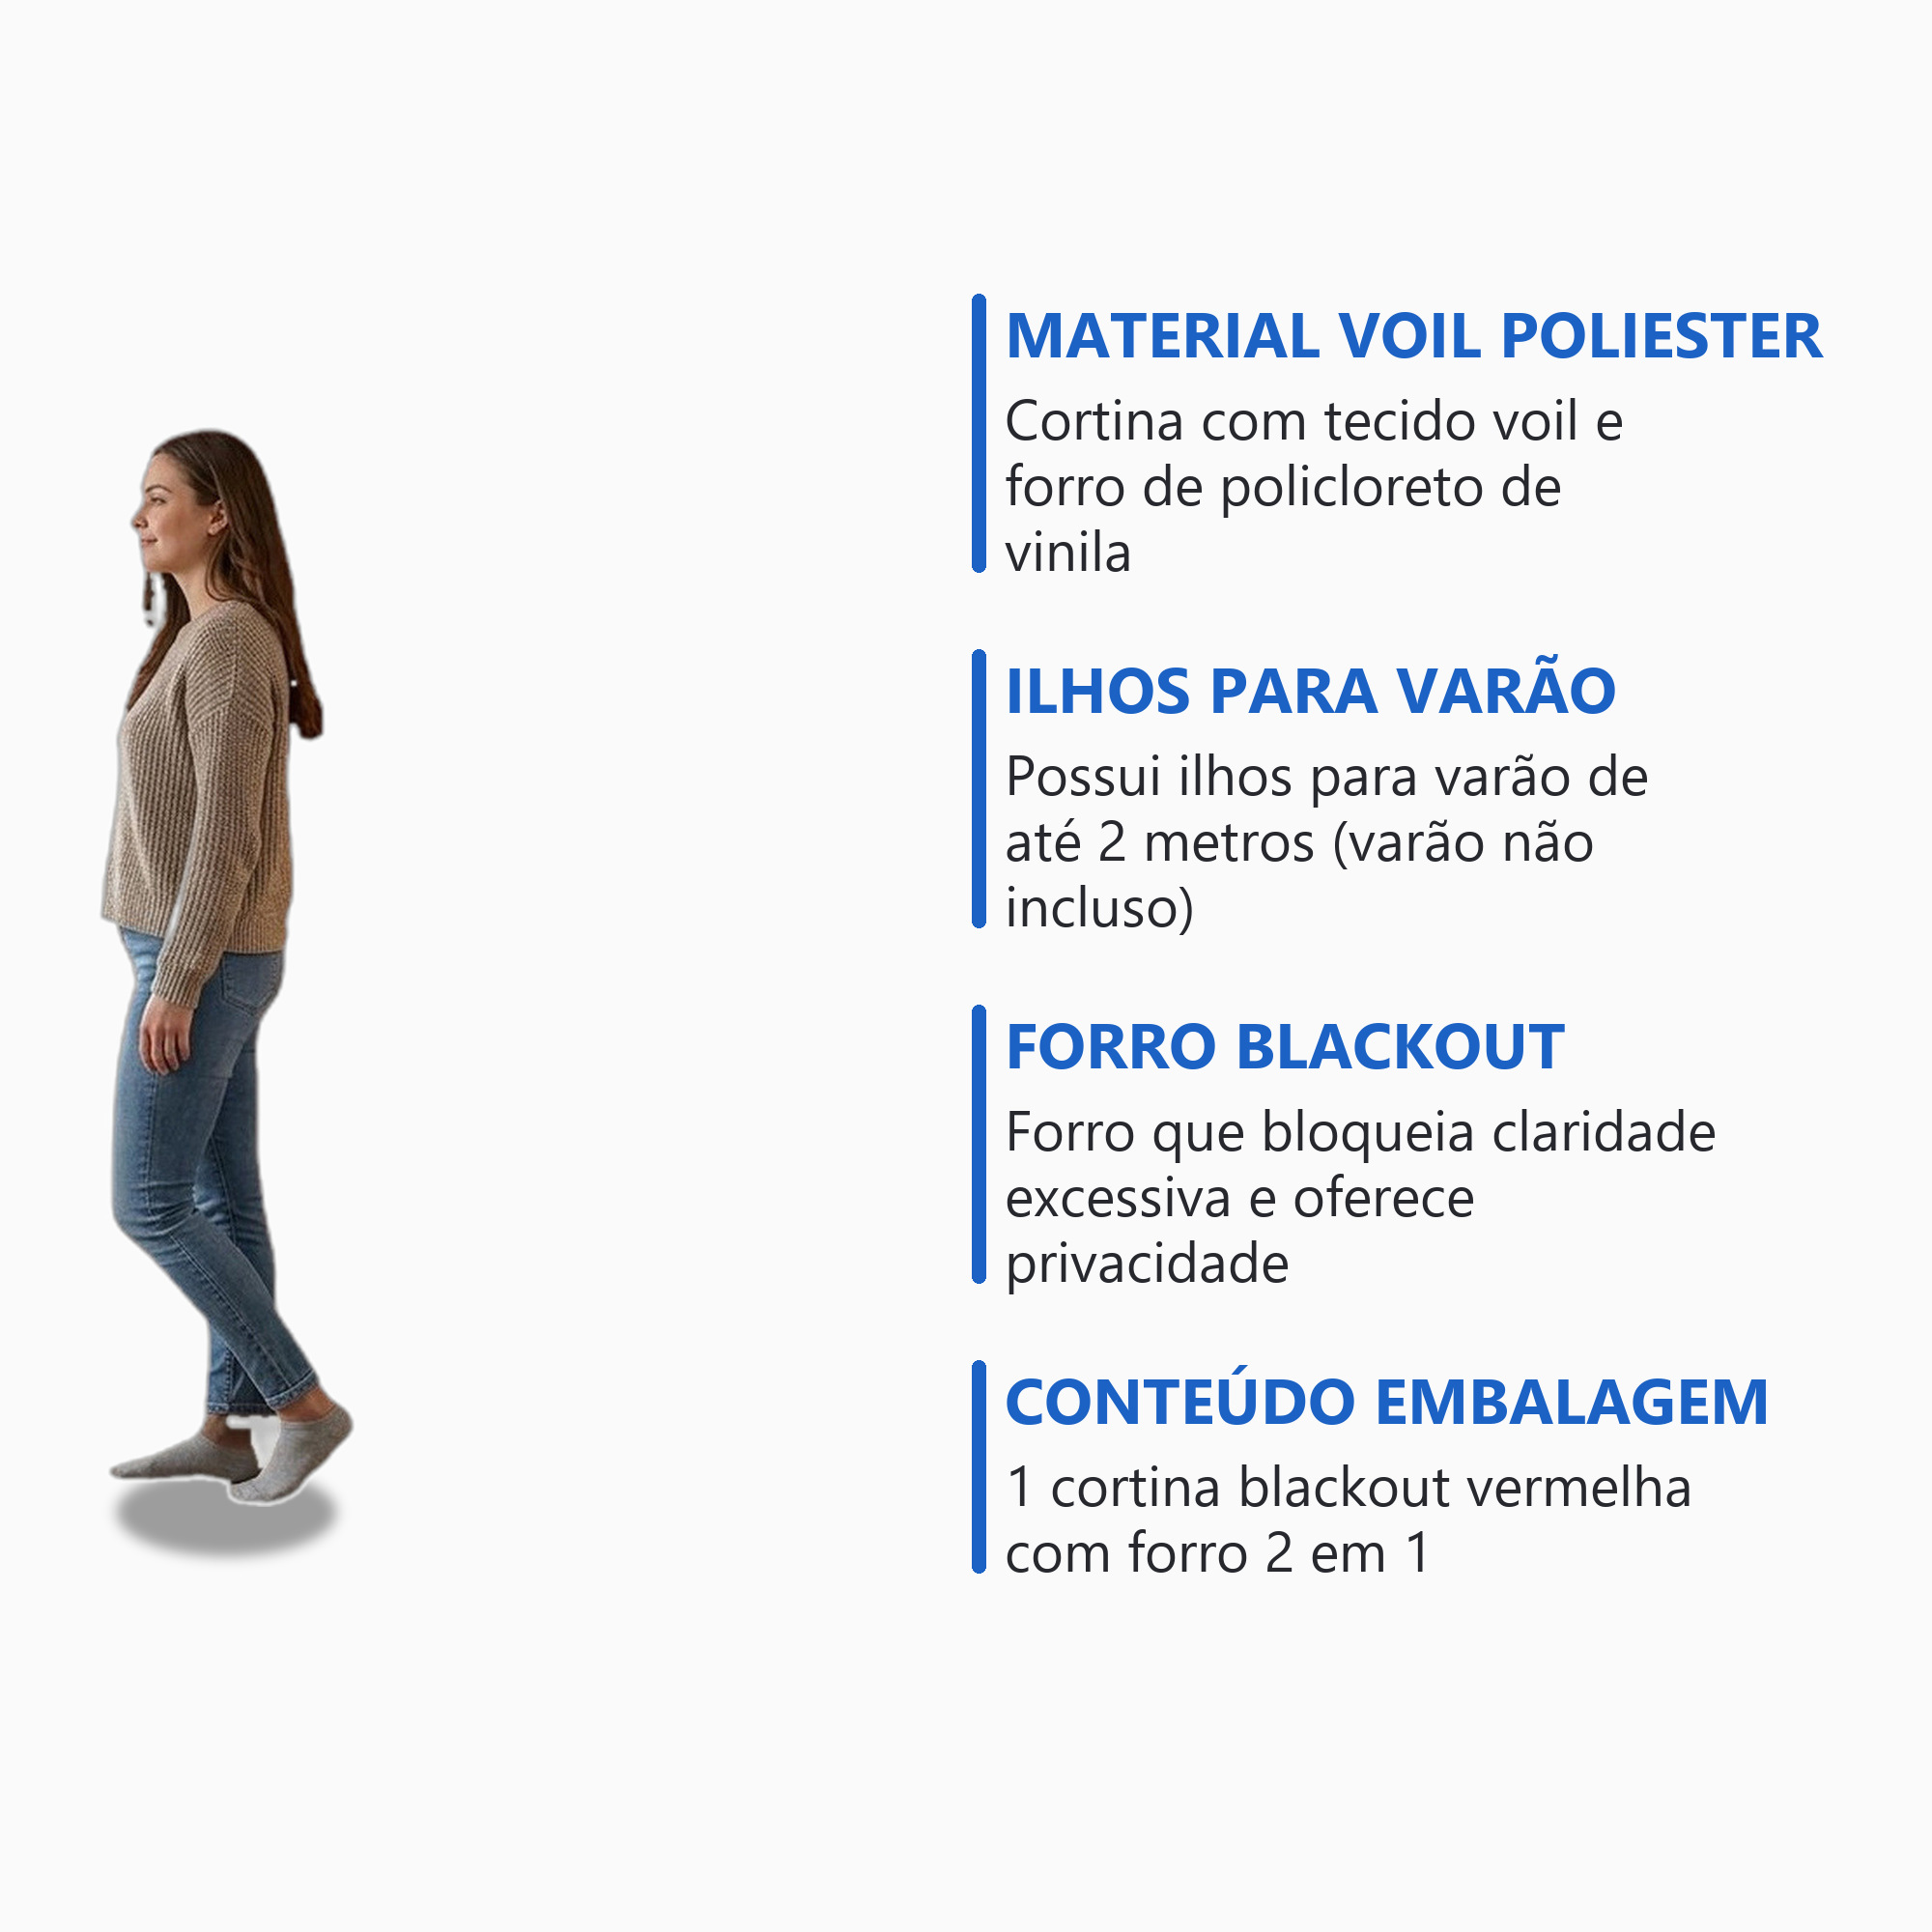 MATERIAL VOIL POLIESTER
Cortina com tecido voil e
forro de policloreto de
vinila
ILHOS PARA VARÃO
Possui ilhos para varão de
até 2 metros (varão não
incluso)
FORRO BLACKOUT
Forro que bloqueia claridade
excessiva e oferece
privacidade
CONTEÚDO EMBALAGEM
1 cortina blackout vermelha
com forro 2 em 1